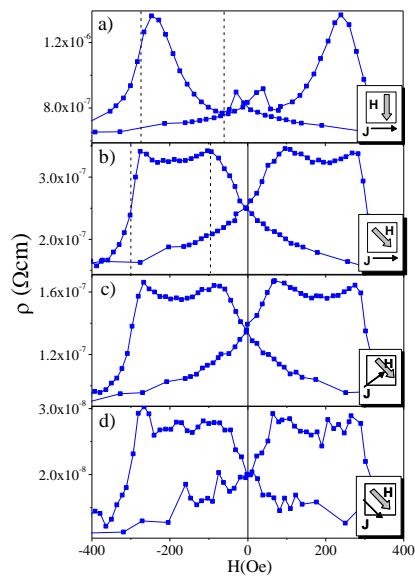 a)
1.2x10⁻⁶
8.0x10⁻⁷
H
J
b)
3.0x10⁻⁷
2.0x10⁻⁷
H
J
ρ (Ωcm)
c)
1.6x10⁻⁷
1.2x10⁻⁷
H
J
d)
3.0x10⁻⁸
2.0x10⁻⁸
H
J
-400 -200 0 200 400
H(Oe)